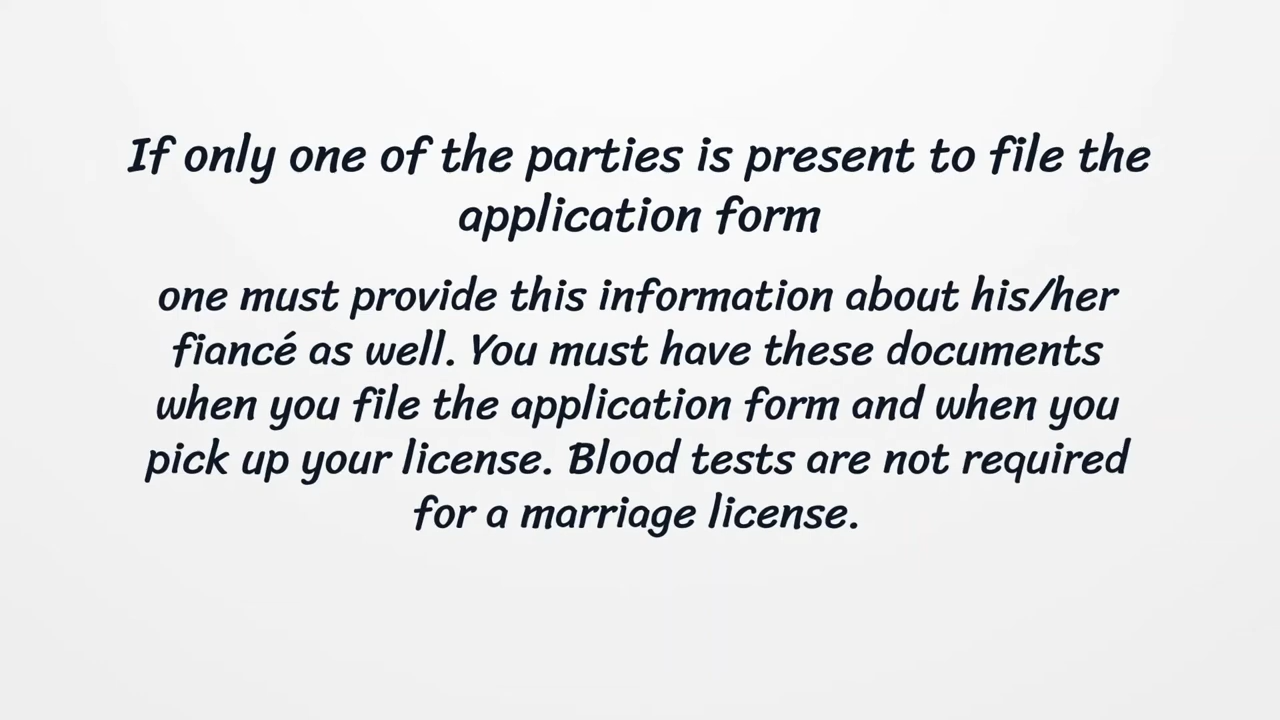 If only one of the parties is present to file the
application form
one must provide this information about his/her
fiancé as well. You must have these documents
when you file the application form and when you
pick up your license. Blood tests are not required
for a marriage license.